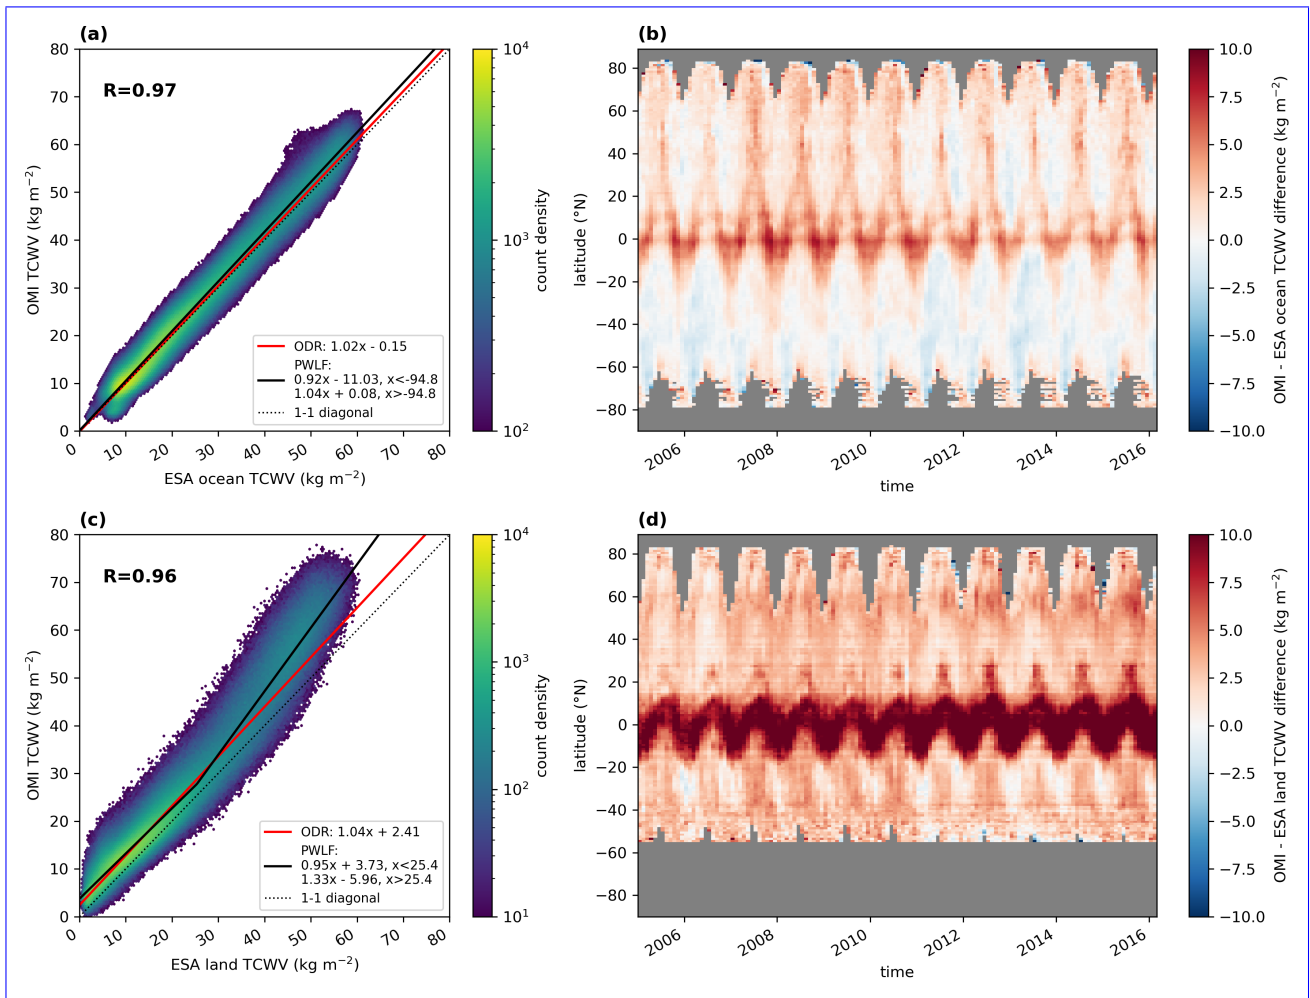 (a)
80
70
60
50
40
30
20
10
0
OMI TCWV (kg m⁻²)
R=0.97
ODR: 1.02x - 0.15
PWLF:
0.92x - 11.03, x<-94.8
1.04x + 0.08, x>-94.8
1-1 diagonal
0 10 20 30 40 50 60 70 80
ESA ocean TCWV (kg m⁻²)
10⁴
10³
10²
count density
(b)
80
60
40
20
0
−20
−40
−60
−80
latitude (°N)
2006 2008 2010 2012 2014 2016
time
10.0
7.5
5.0
2.5
0.0
−2.5
−5.0
−7.5
−10.0
OMI - ESA ocean TCWV difference (kg m⁻²)
(c)
80
70
60
50
40
30
20
10
0
OMI TCWV (kg m⁻²)
R=0.96
ODR: 1.04x + 2.41
PWLF:
0.95x + 3.73, x<25.4
1.33x - 5.96, x>25.4
1-1 diagonal
0 10 20 30 40 50 60 70 80
ESA land TCWV (kg m⁻²)
10⁴
10³
10²
10¹
count density
(d)
80
60
40
20
0
−20
−40
−60
−80
latitude (°N)
2006 2008 2010 2012 2014 2016
time
10.0
7.5
5.0
2.5
0.0
−2.5
−5.0
−7.5
−10.0
OMI - ESA land TCWV difference (kg m⁻²)